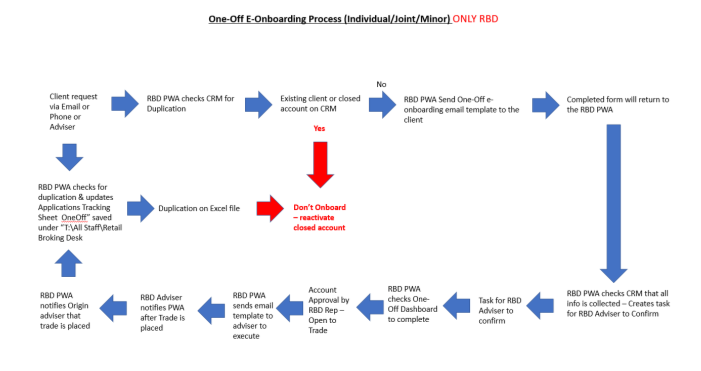 One-Off E-Onboarding Process (Individual/Joint/Minor) ONLY RBD
Client request
via Email or
Phone or
Adviser
RBD PWA checks CRM for
Duplication
Existing client or closed
account on CRM
No
RBD PWA Send One-Off e-
onboarding email template to the
client
Completed form will return to
the RBD PWA
Yes
RBD PWA checks for
duplication & updates
Applications Tracking
Sheet OneOff" saved
under "T:\All Staff\Retail
Broking Desk
Duplication on Excel file
Don't Onboard
– reactivate
closed account
RBD PWA
notifies Origin
adviser that
trade is placed
RBD Adviser
notifies PWA
after Trade is
placed
RBD PWA
sends email
template to
adviser to
execute
Account
Approval by
RBD Rep –
Open to
Trade
RBD PWA
checks One-
Off Dashboard
to complete
Task for RBD
Adviser to
confirm
RBD PWA checks CRM that all
info is collected – Creates task
for RBD Adviser to Confirm